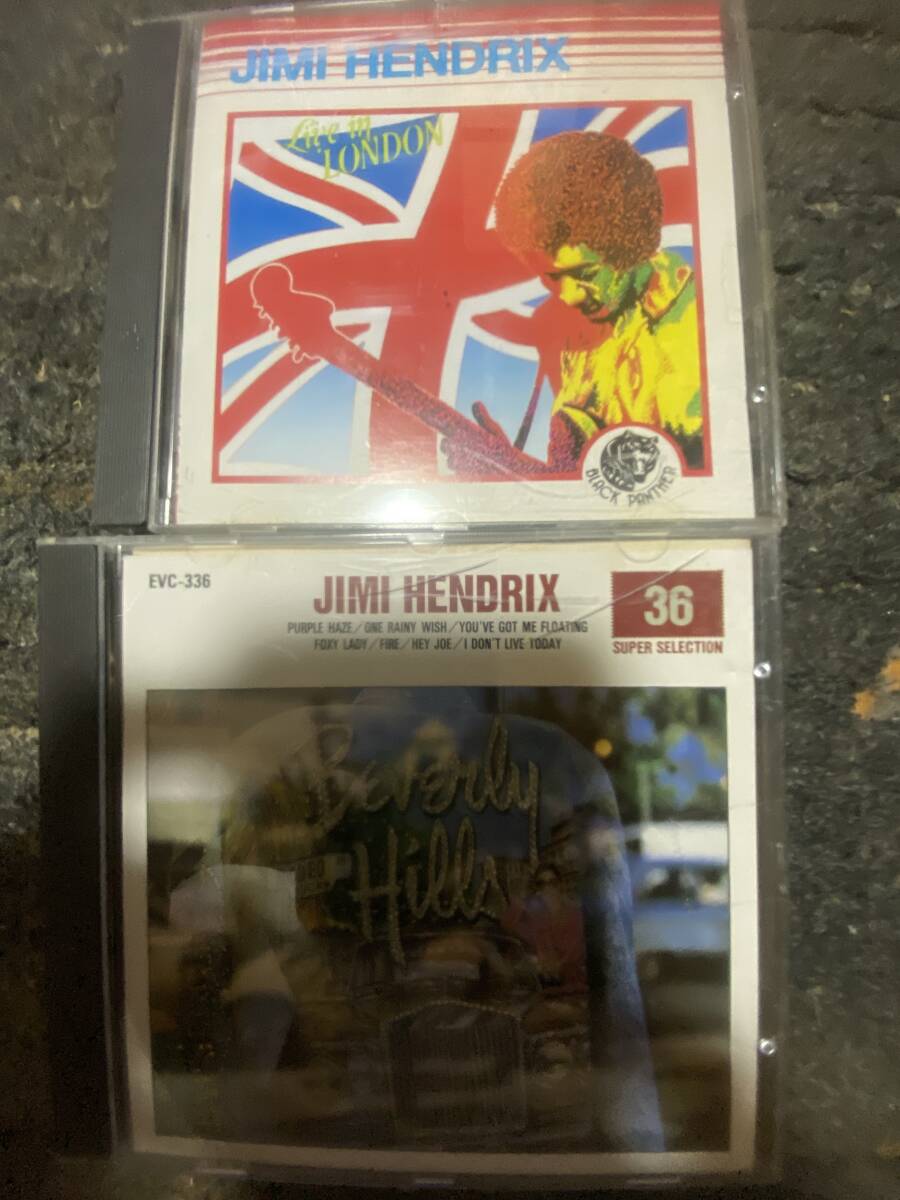 JIMI HENDRIX
Live in
LONDON
BLACK PANTHER
EVC-336
JIMI HENDRIX
36
PURPLE HAZE/ONE RAINY WISH/YOU'VE GOT ME FLOATING
FOXY LADY/FIRE/HEY JOE/I DON'T LIVE TODAY
SUPER SELECTION
Beverly
Hills